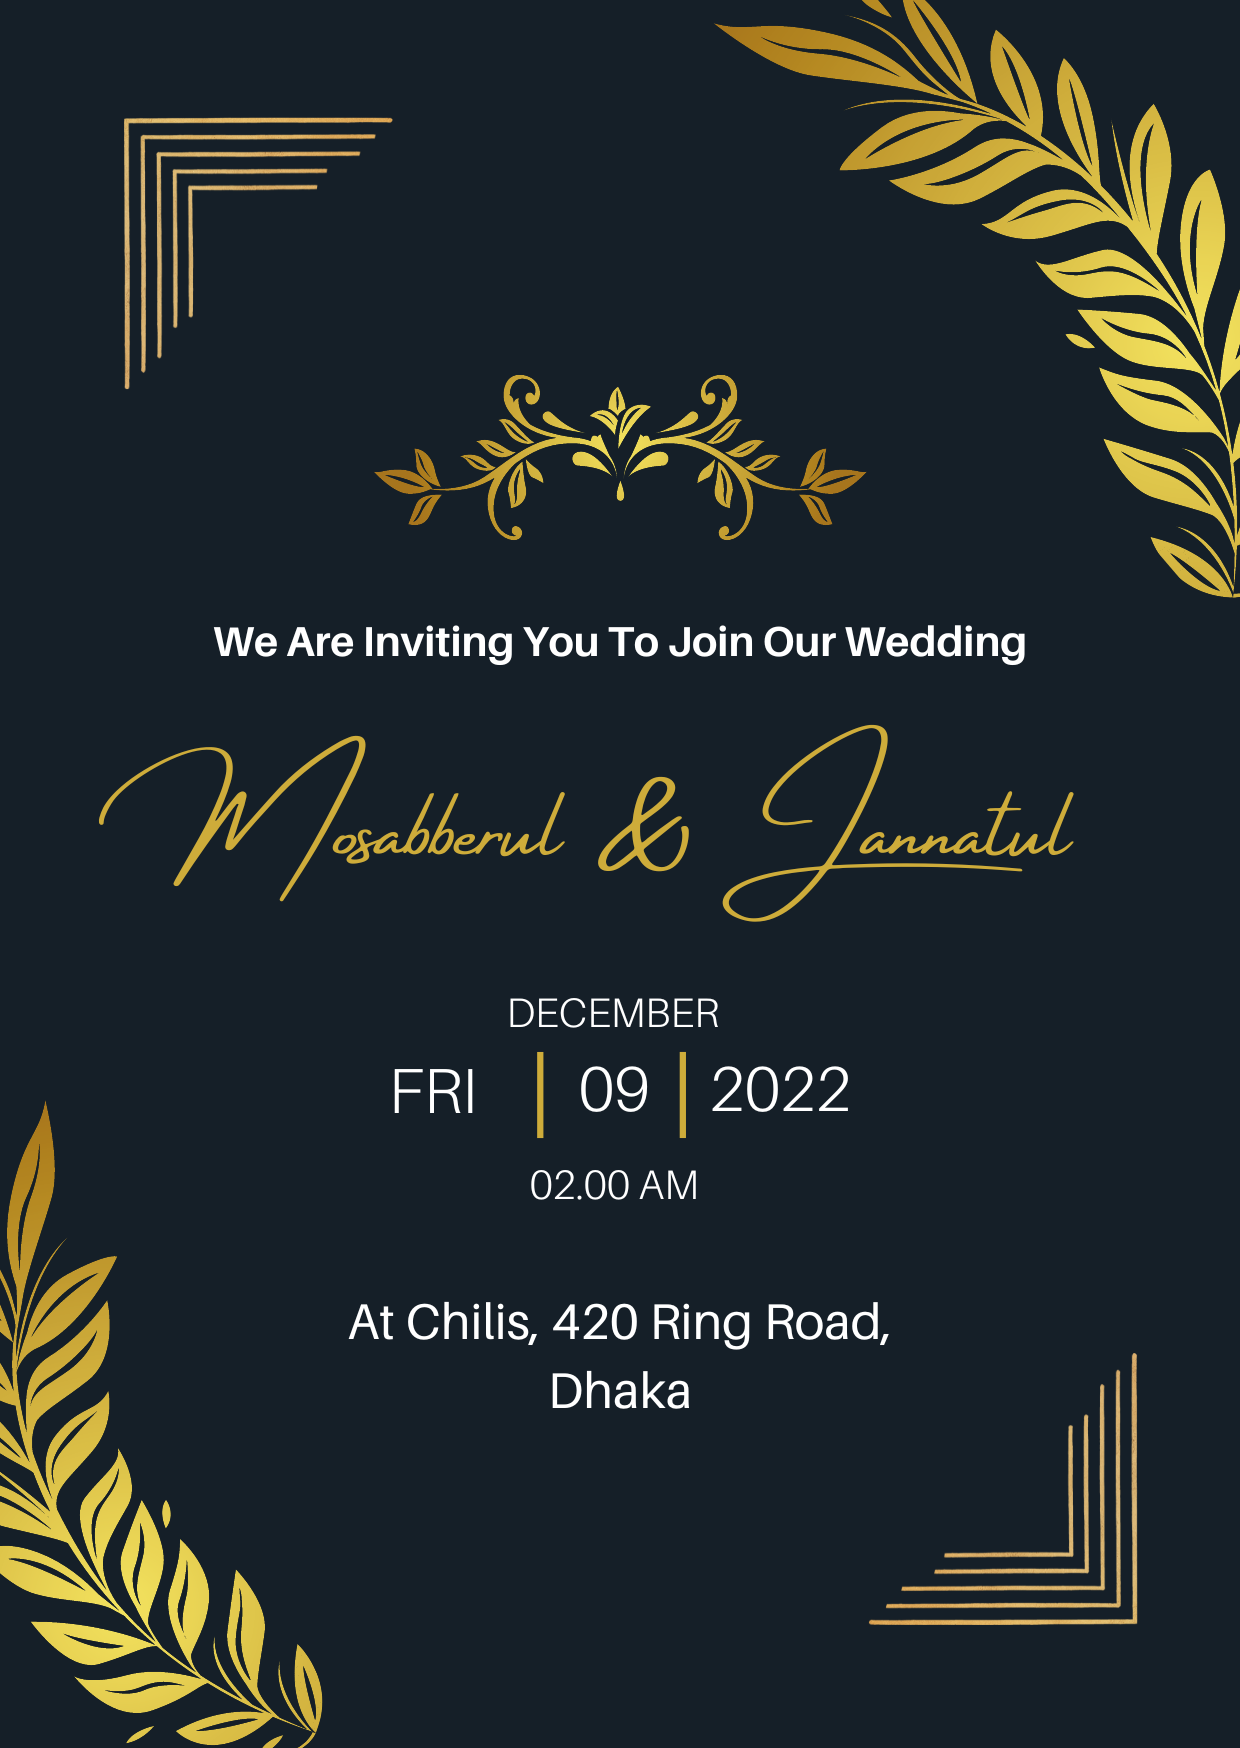 We Are Inviting You To Join Our Wedding
Mosabberul & Jannatul
DECEMBER
FRI | 09 | 2022
02.00 AM
At Chilis, 420 Ring Road,
Dhaka